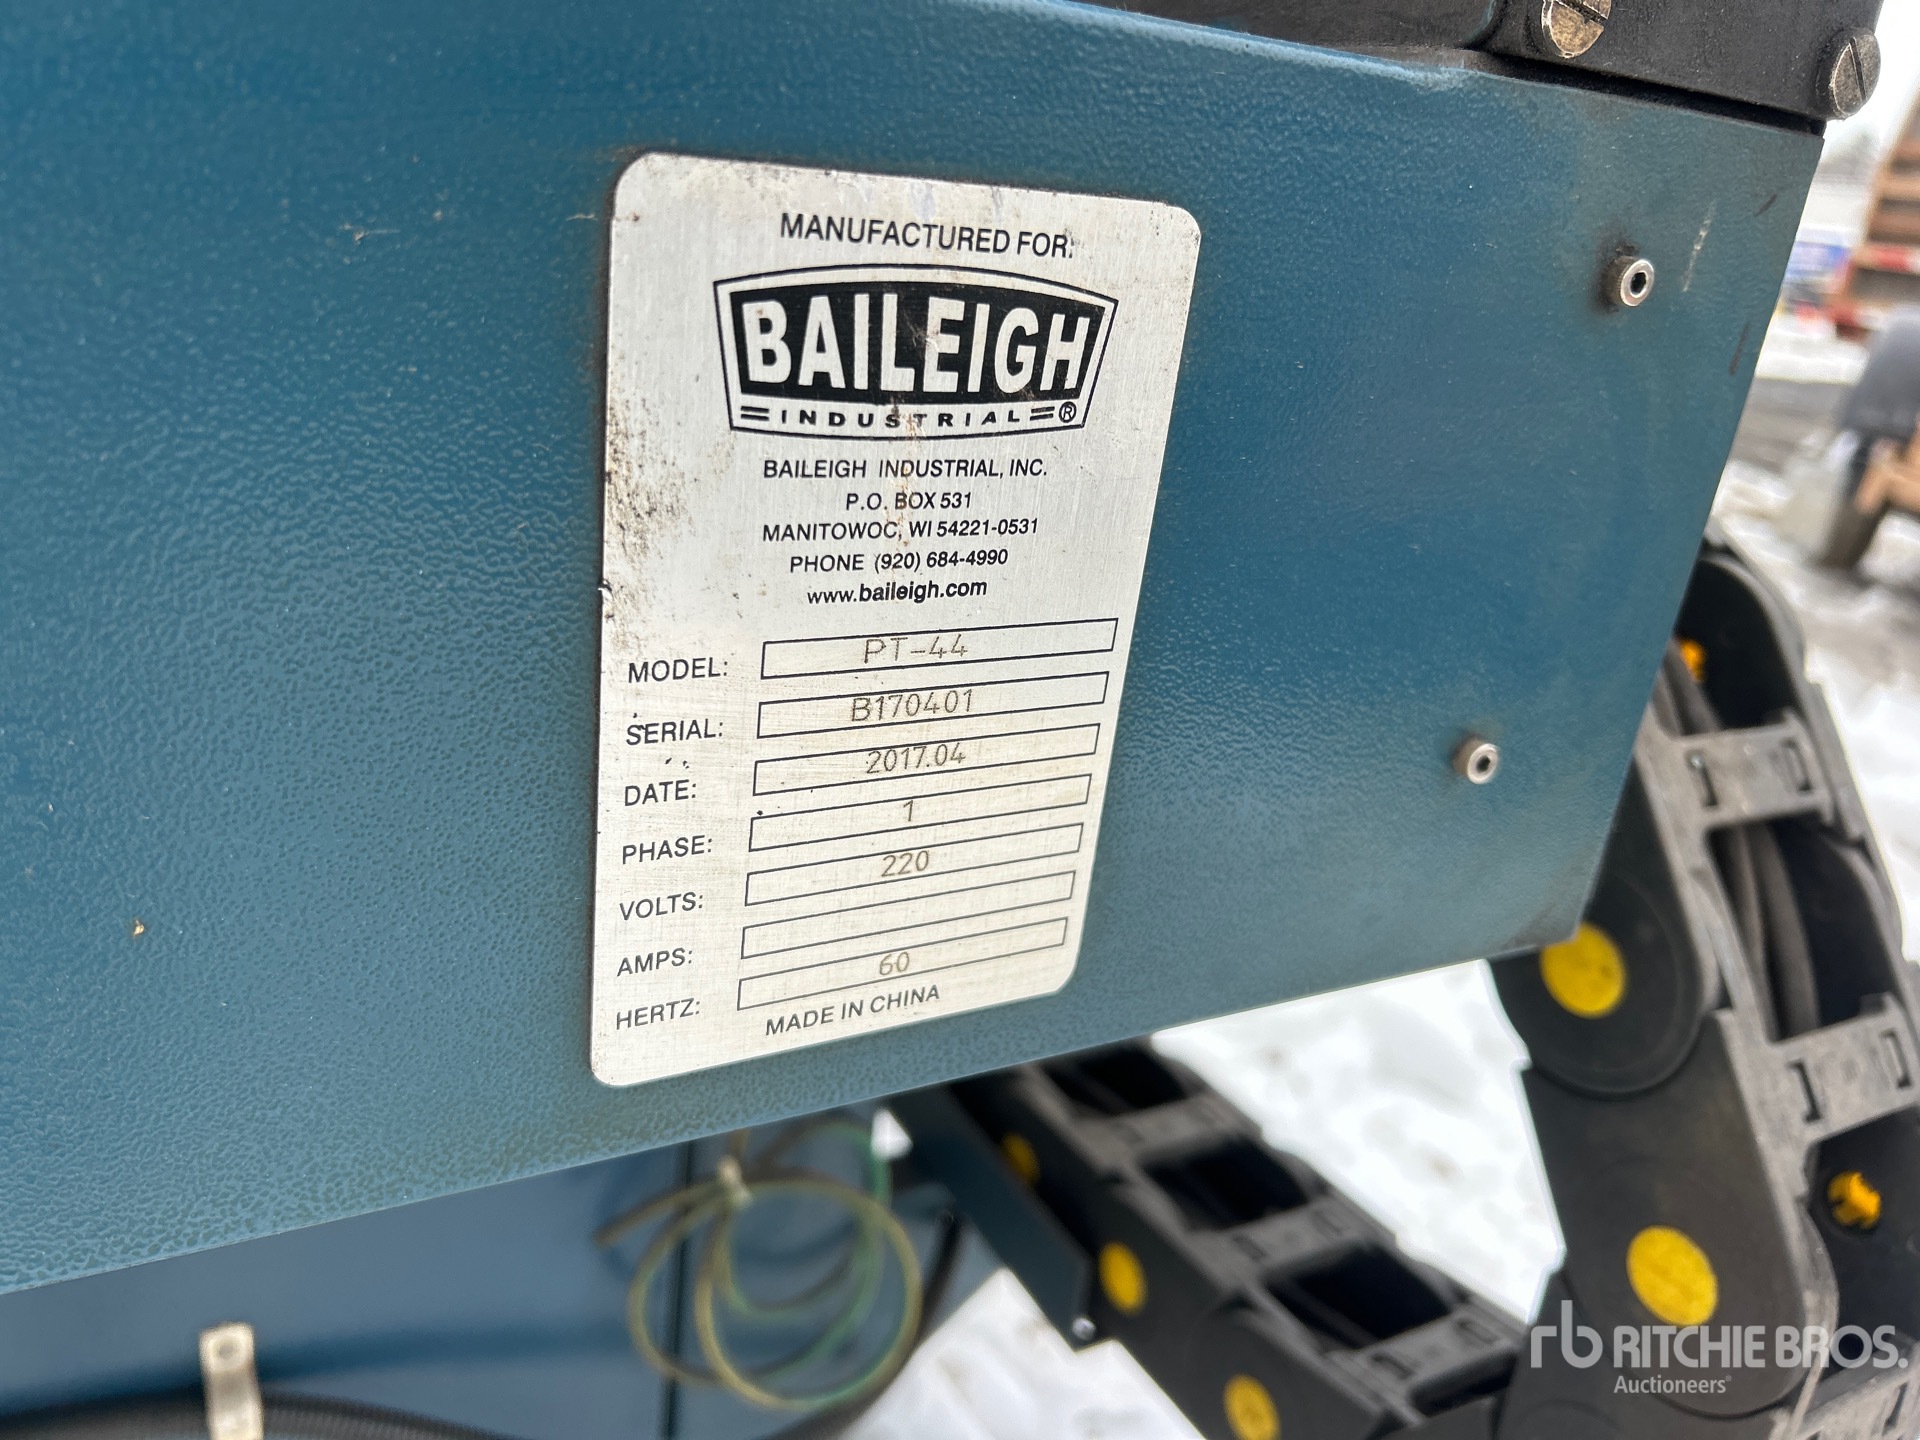 MANUFACTURED FOR:
BAILEIGH
INDUSTRIAL ®
BAILEIGH INDUSTRIAL, INC.
P.O. BOX 531
MANITOWOC, WI 54221-0531
PHONE (920) 684-4990
www.baileigh.com
MODEL: PT-44
SERIAL: B170401
DATE: 2017.04
PHASE: 1
VOLTS: 220
AMPS:
HERTZ: 60
MADE IN CHINA
rb RITCHIE BROS.
Auctioneers